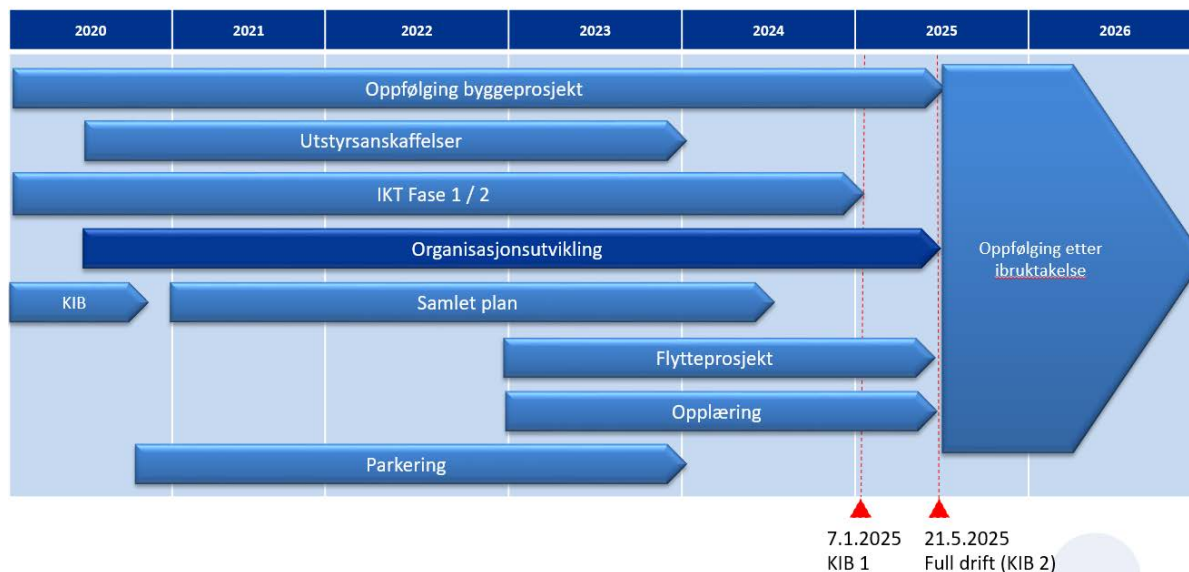 2020 2021 2022 2023 2024 2025 2026
Oppfølging byggeprosjekt
Utstyrsanskaffelser
IKT Fase 1 / 2
Organisasjonsutvikling
Oppfølging etter
ibruktakelse
KIB
Samlet plan
Flytteprosjekt
Opplæring
Parkering
7.1.2025
KIB 1
21.5.2025
Full drift (KIB 2)